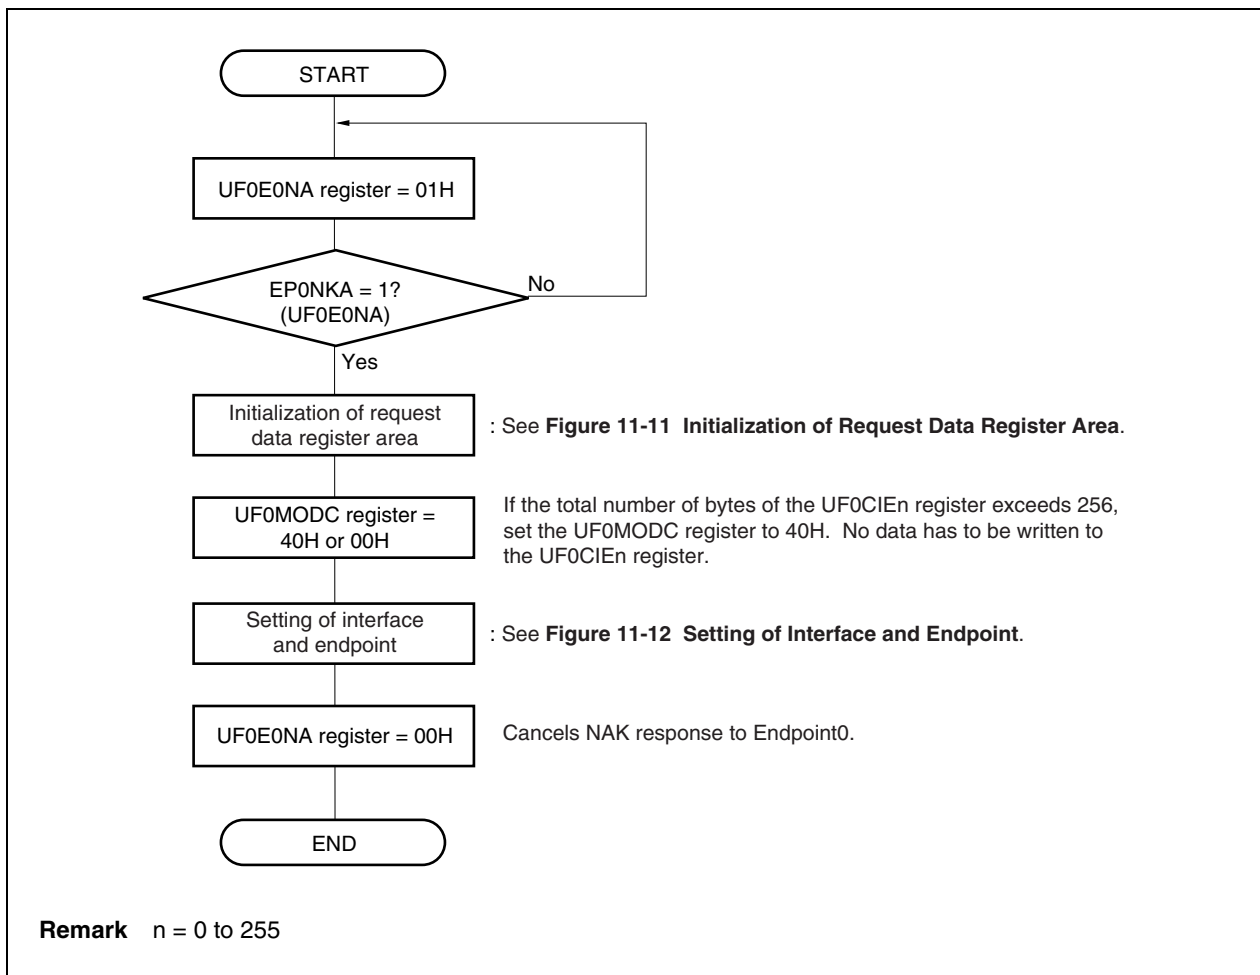 START
UF0E0NA register = 01H
EP0NKA = 1?
(UF0E0NA)
No
Yes
Initialization of request
data register area
: See Figure 11-11 Initialization of Request Data Register Area.
UF0MODC register =
40H or 00H
If the total number of bytes of the UF0CIEn register exceeds 256,
set the UF0MODC register to 40H. No data has to be written to
the UF0CIEn register.
Setting of interface
and endpoint
: See Figure 11-12 Setting of Interface and Endpoint.
UF0E0NA register = 00H
Cancels NAK response to Endpoint0.
END
Remark n = 0 to 255